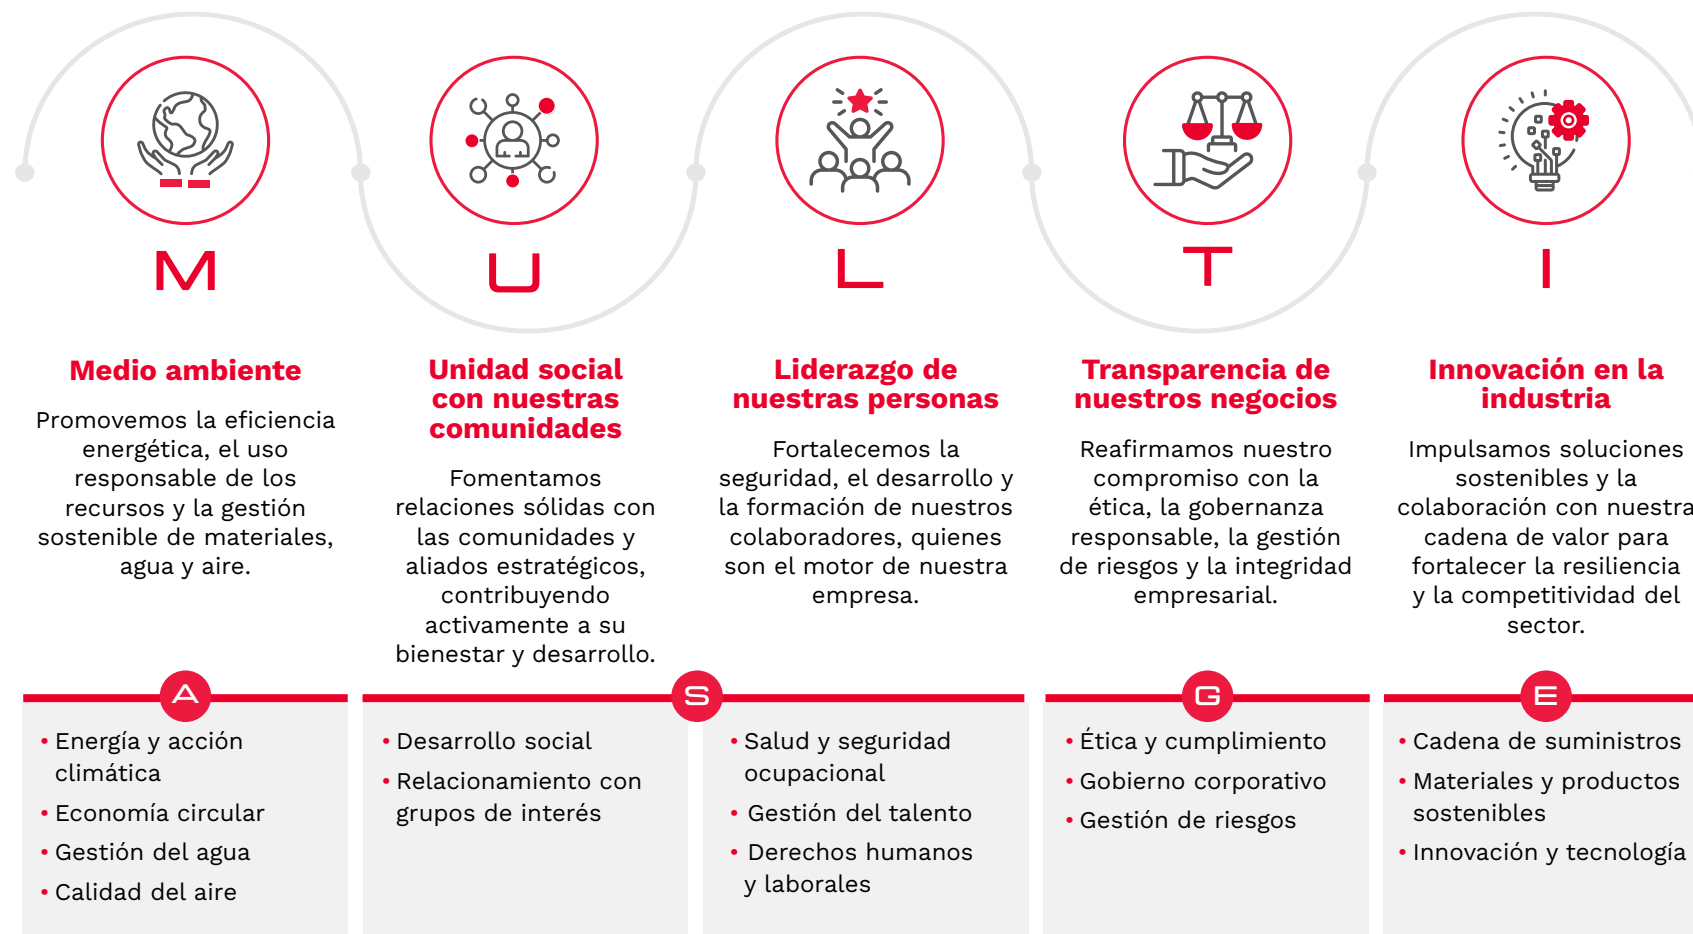 M
Medio ambiente
Promovemos la eficiencia
energética, el uso
responsable de los
recursos y la gestión
sostenible de materiales,
agua y aire.
U
Unidad social
con nuestras
comunidades
Fomentamos
relaciones sólidas con
las comunidades y
aliados estratégicos,
contribuyendo
activamente a su
bienestar y desarrollo.
L
Liderazgo de
nuestras personas
Fortalecemos la
seguridad, el desarrollo y
la formación de nuestros
colaboradores, quienes
son el motor de nuestra
empresa.
T
Transparencia de
nuestros negocios
Reafirmamos nuestro
compromiso con la
ética, la gobernanza
responsable, la gestión
de riesgos y la integridad
empresarial.
I
Innovación en la
industria
Impulsamos soluciones
sostenibles y la
colaboración con nuestra
cadena de valor para
fortalecer la resiliencia
y la competitividad del
sector.
A
• Energía y acción
climática
• Economía circular
• Gestión del agua
• Calidad del aire
S
• Desarrollo social
• Relacionamiento con
grupos de interés
• Salud y seguridad
ocupacional
• Gestión del talento
• Derechos humanos
y laborales
G
• Ética y cumplimiento
• Gobierno corporativo
• Gestión de riesgos
E
• Cadena de suministros
• Materiales y productos
sostenibles
• Innovación y tecnología